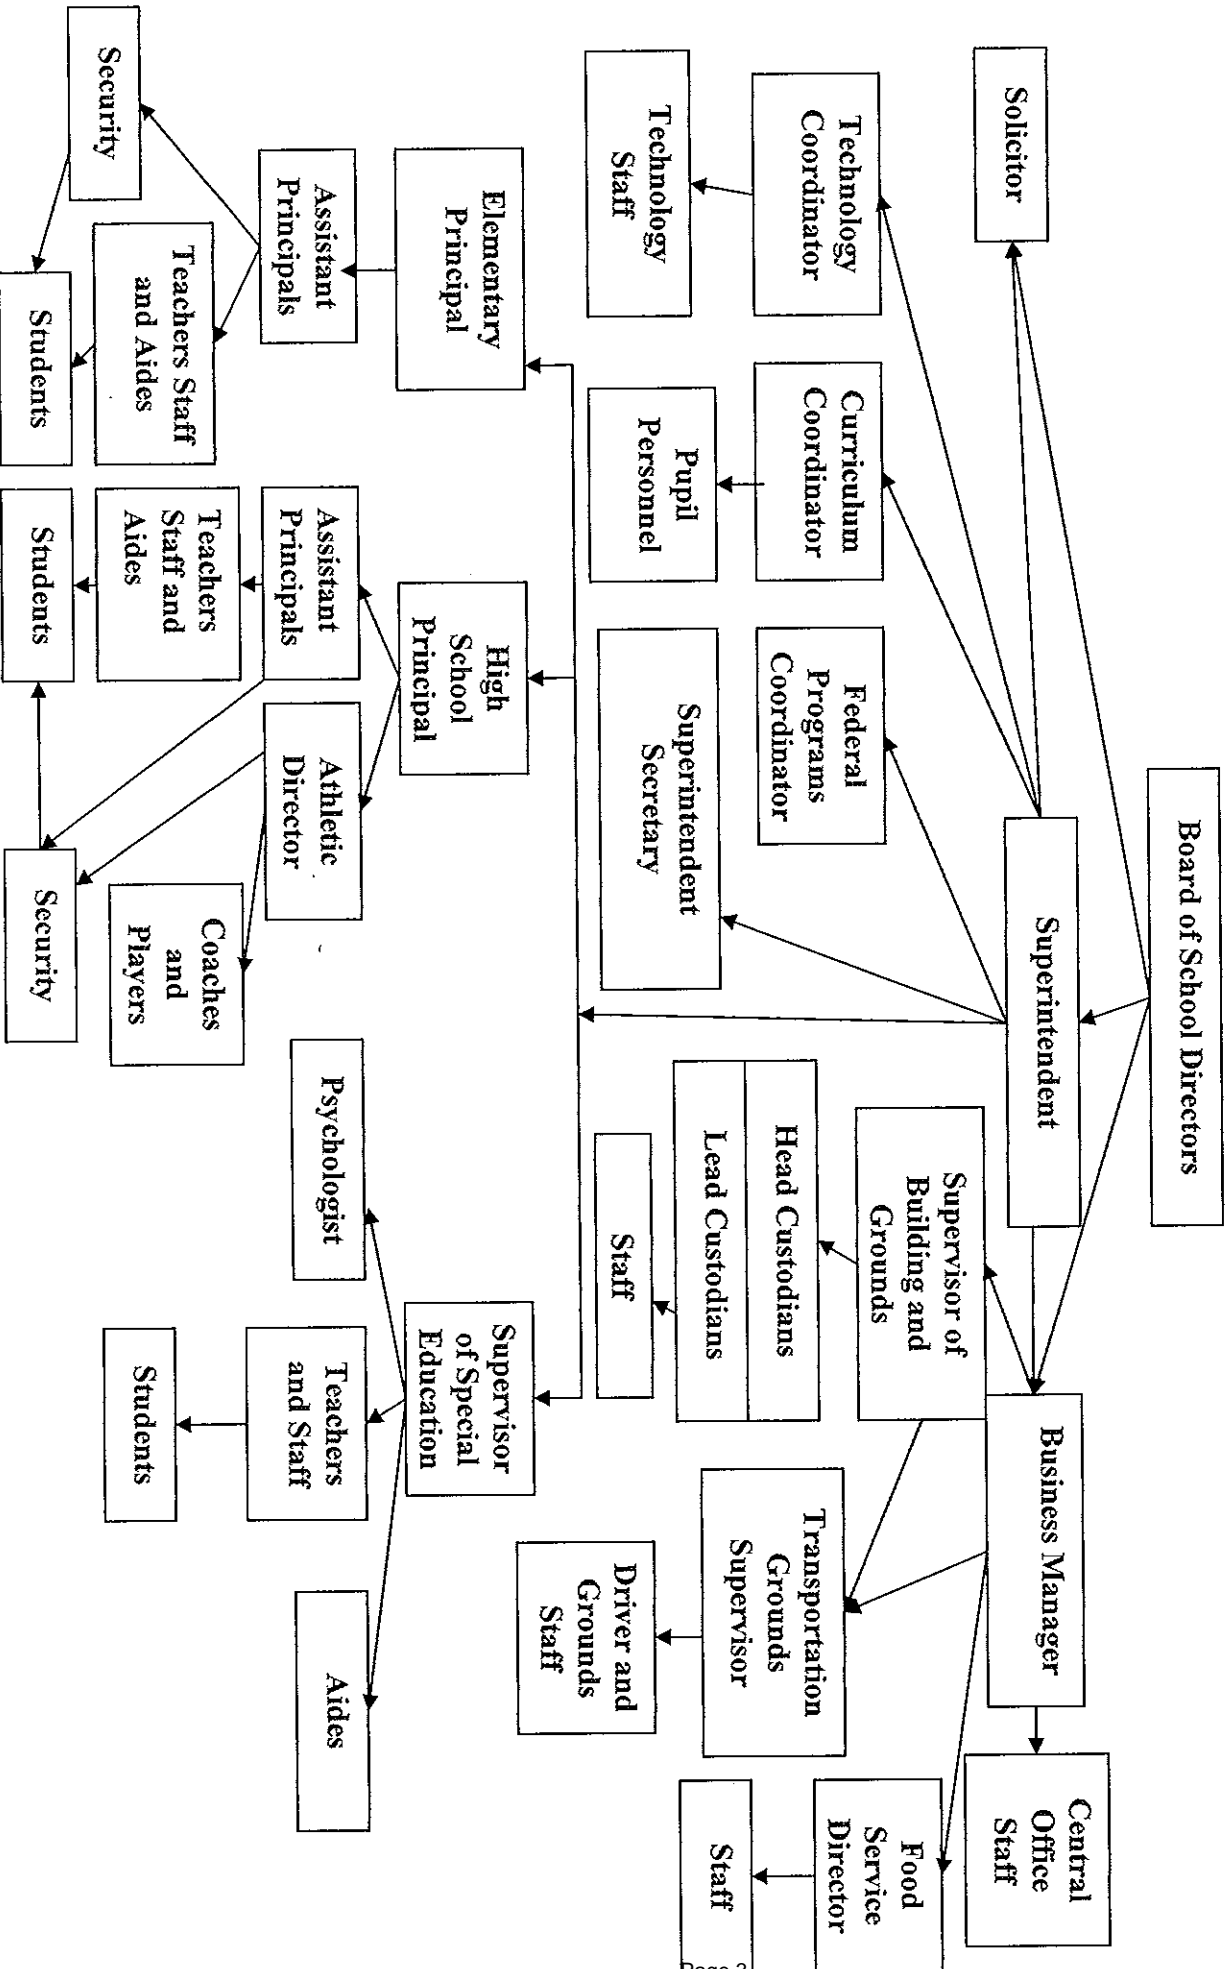 Board of School Directors
Solicitor
Superintendent
Business Manager
Central
Office
Staff
Technology
Coordinator
Curriculum
Coordinator
Federal
Programs
Coordinator
Supervisor of
Building and
Grounds
Transportation
Grounds
Supervisor
Food
Service
Director
Technology
Staff
Pupil
Personnel
Superintendent
Secretary
Head Custodians
Lead Custodians
Staff
Driver and
Grounds
Staff
Staff
Elementary
Principal
High
School
Principal
Supervisor
of Special
Education
Assistant
Principals
Assistant
Principals
Athletic
Director
Psychologist
Teachers
and Staff
Aides
Security
Teachers Staff
and Aides
Teachers
Staff and
Aides
Coaches
and
Players
Students
Students
Students
Security